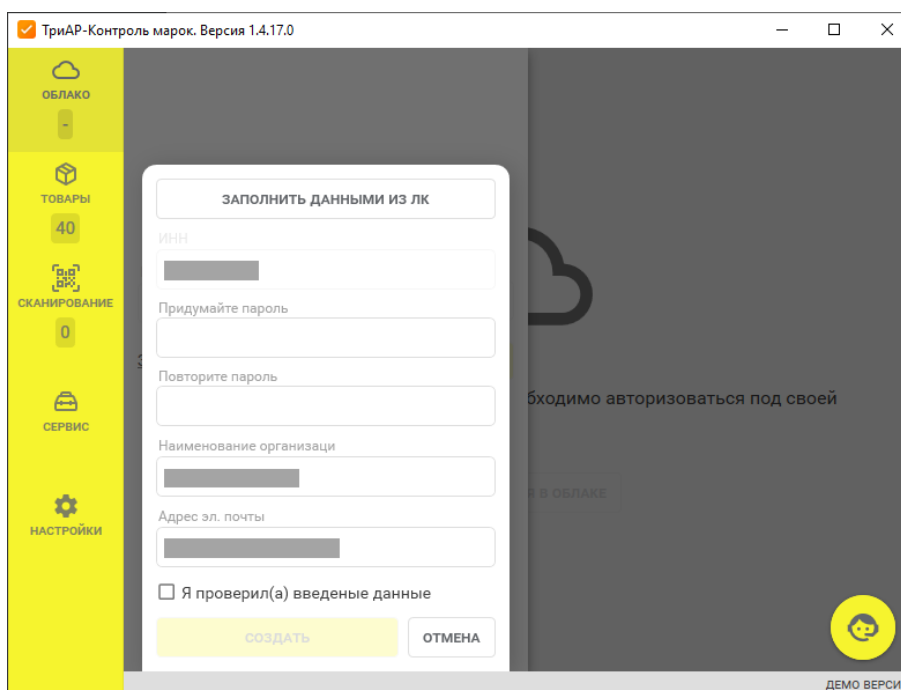 ТриАР-Контроль марок. Версия 1.4.17.0
ОБЛАКО
-
ТОВАРЫ
40
СКАНИРОВАНИЕ
0
СЕРВИС
НАСТРОЙКИ
ЗАПОЛНИТЬ ДАННЫМИ ИЗ ЛК
ИНН
Придумайте пароль
Повторите пароль
Наименование организаци
Адрес эл. почты
Я проверил(а) введеные данные
СОЗДАТЬ
ОТМЕНА
бходимо авторизоваться под своей
Я В ОБЛАКЕ
ДЕМО ВЕРСИ